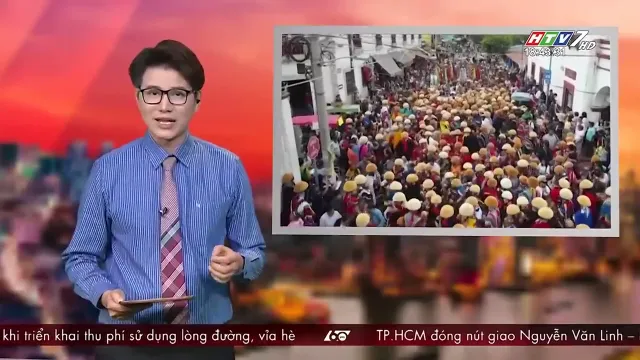 HTV7 HD
khi triển khai thu phí sử dụng lòng đường, vỉa hè
60
TP.HCM đóng nút giao Nguyễn Văn Linh –